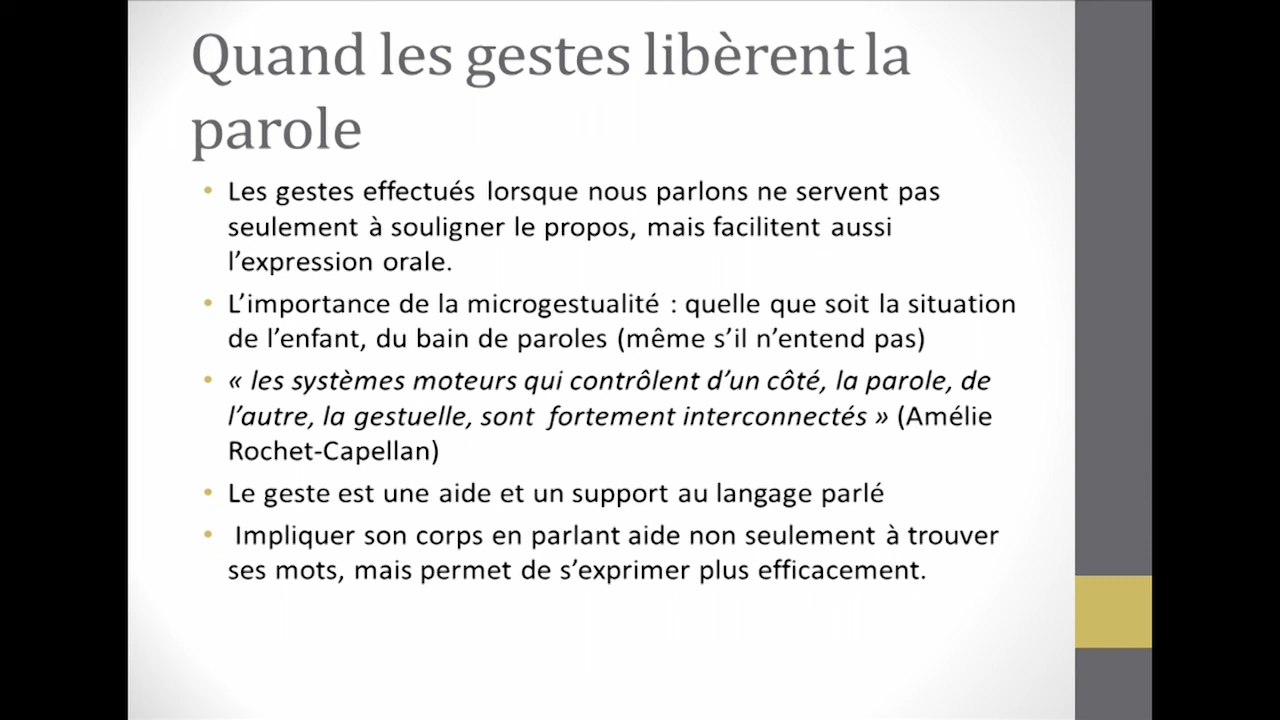 Quand les gestes libèrent la
parole
• Les gestes effectués lorsque nous parlons ne servent pas
seulement à souligner le propos, mais facilitent aussi
l’expression orale.
• L’importance de la microgestualité : quelle que soit la situation
de l’enfant, du bain de paroles (même s’il n’entend pas)
• « les systèmes moteurs qui contrôlent d’un côté, la parole, de
l’autre, la gestuelle, sont fortement interconnectés » (Amélie
Rochet-Capellan)
• Le geste est une aide et un support au langage parlé
• Impliquer son corps en parlant aide non seulement à trouver
ses mots, mais permet de s’exprimer plus efficacement.